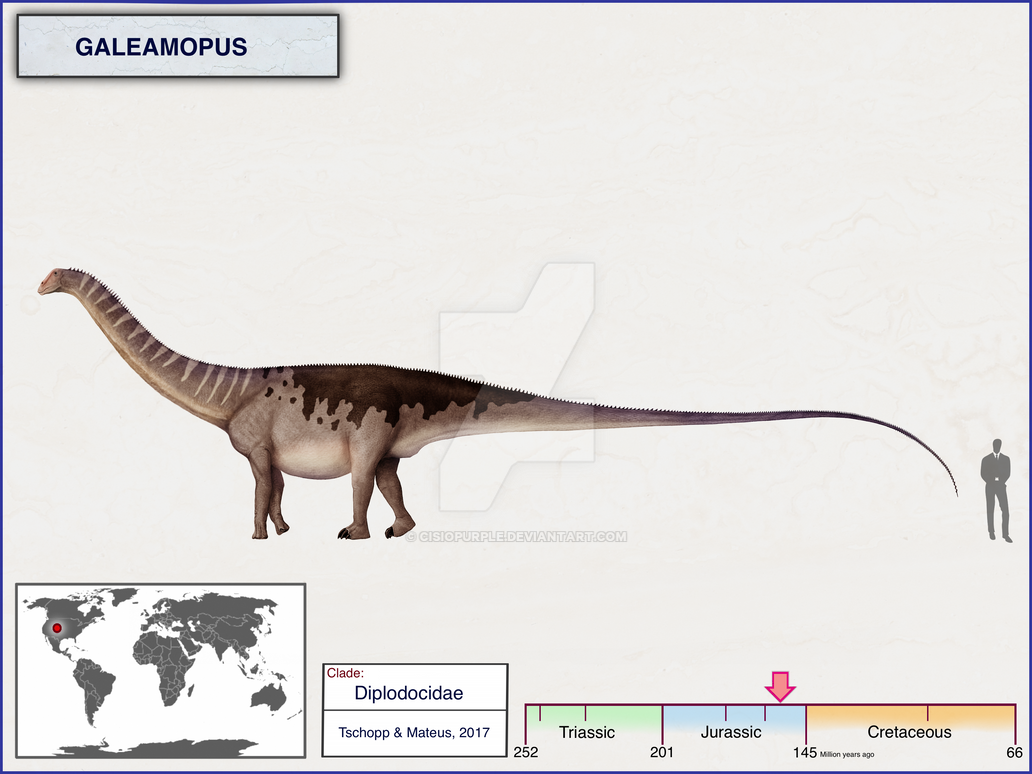 GALEAMOPUS
© CISIOPURPLE.DEVIANTART.COM
Clade:
Diplodocidae
Tschopp & Mateus, 2017
Triassic
Jurassic
Cretaceous
252
201
145 Million years ago
66